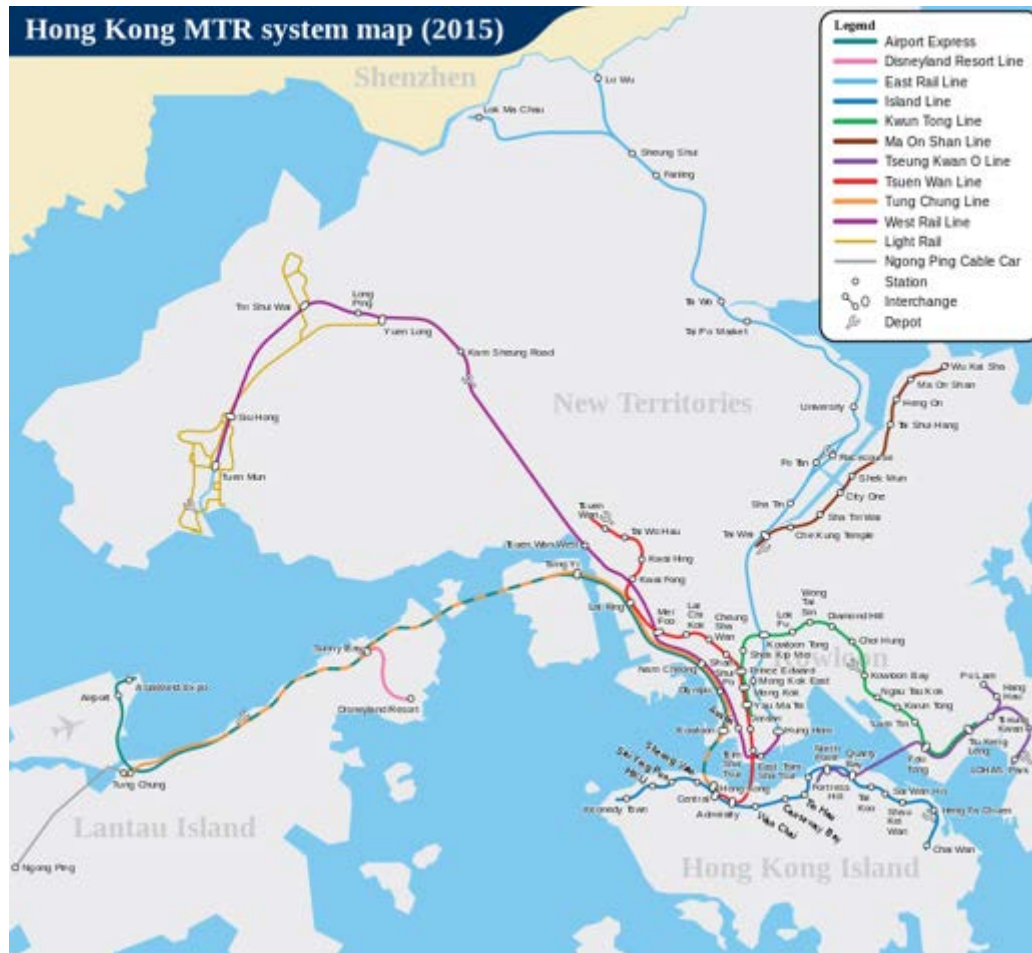 Hong Kong MTR system map (2015)
Legend
Airport Express
Disneyland Resort Line
East Rail Line
Island Line
Kwun Tong Line
Ma On Shan Line
Tseung Kwan O Line
Tsuen Wan Line
Tung Chung Line
West Rail Line
Light Rail
Ngong Ping Cable Car
Station
Interchange
Depot
Shenzhen
Lo Wu
Lok Ma Chau
Sheung Shui
Fanling
Tai Wo
Tai Po Market
Long
Ping
Tin Shui Wai
Yuen Long
Kam Sheung Road
New Territories
Wu Kai Sha
Ma On Shan
Heng On
Tai Shui Hang
University
Siu Hong
Tuen Mun
Fo Tan
Racecourse
Shek Mun
City One
Sha Tin
Sha Tin Wai
Che Kung Temple
Tai Wai
Tsuen
Wan
Tai Wo Hau
Tsuen Wan West
Kwai Hing
Tsing Yi
Kwai Fong
Lai King
Mei
Foo
Lai
Chi
Kok
Cheung
Sha
Wan
Lok
Fu
Wong
Tai
Sin
Diamond Hill
Kowloon Tong
Choi Hung
Shek Kip Mei
Kowloon
Sunny Bay
Nam Cheong
Sham
Shui
Po
Prince Edward
Mong Kok East
Mong Kok
Kowloon Bay
Ngau Tau Kok
Kwun Tong
Po Lam
Hang
Hau
Airport
AsiaWorld-Expo
Olympic
Yau Ma Tei
Jordan
Disneyland Resort
Austin
Kowloon
Hung Hom
Lam Tin
Tseung
Kwan O
Tiu Keng
Leng
Yau
Tong
LOHAS Park
Tsim
Sha
Tsui
East Tsim
Sha Tsui
North
Point
Quarry
Bay
Tung Chung
Sheung Wan
Sai Ying Pun
HKU
Hong Kong
Kennedy Town
Central
Admiralty
Wan Chai
Causeway Bay
Tin Hau
Fortress
Hill
Tai
Koo
Sai Wan Ho
Shau
Kei
Wan
Heng Fa Chuen
Chai Wan
Lantau Island
Ngong Ping
Hong Kong Island